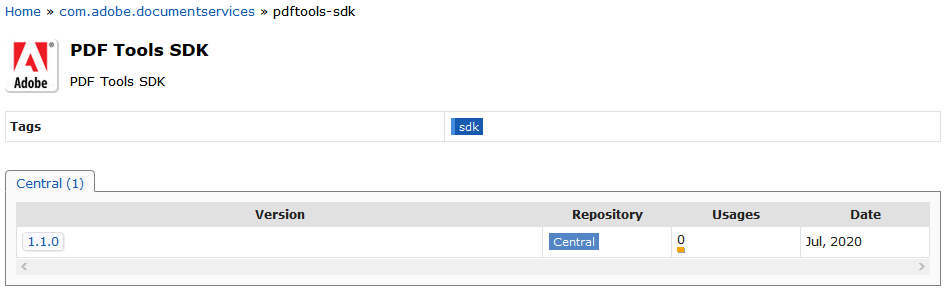 Home » com.adobe.documentservices » pdftools-sdk
PDF Tools SDK
Adobe
PDF Tools SDK
Tags sdk
Central (1)
Version Repository Usages Date
1.1.0 Central 0 Jul, 2020